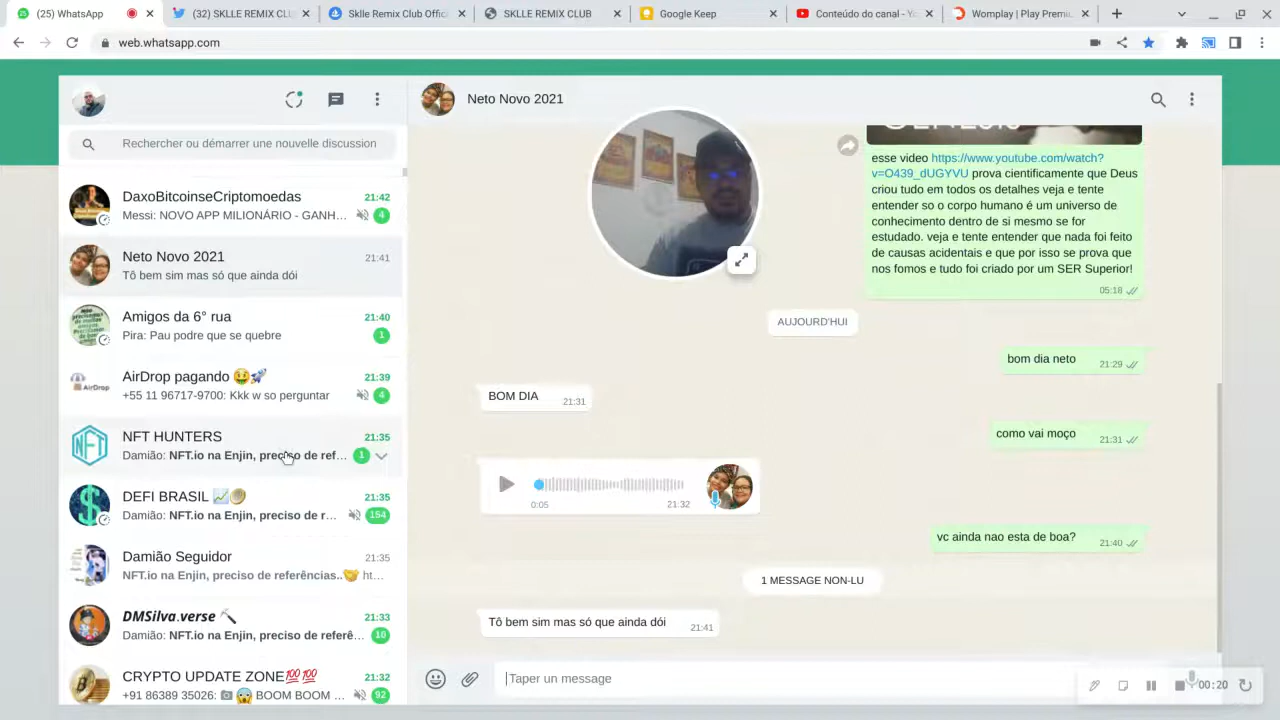 (25) WhatsApp
(32) SKLLE REMIX CLU
Sklle Remix Club Offic
SKLLE REMIX CLUB
Google Keep
Conteúdo do canal - Yo
Womplay | Play Premiu
web.whatsapp.com
Rechercher ou démarrer une nouvelle discussion
DaxoBitcoinseCriptomoedas 21:42
Messi: NOVO APP MILIONÁRIO - GANH… 4
Neto Novo 2021 21:41
Tô bem sim mas só que ainda dói
Amigos da 6° rua 21:40
Pira: Pau podre que se quebre 1
AirDrop pagando 🤑🚀 21:39
AirDrop
+55 11 96717-9700: Kkk w so perguntar 4
NFT HUNTERS 21:35
NFT
Damião: NFT.io na Enjin, preciso de ref… 1
DEFI BRASIL 📈🪙 21:35
Damião: NFT.io na Enjin, preciso de r… 154
Damião Seguidor 21:35
NFT.io na Enjin, preciso de referências..🤝 ht…
DMSilva.verse 🔨 21:33
Damião: NFT.io na Enjin, preciso de referê… 10
CRYPTO UPDATE ZONE💯💯 21:32
+91 86389 35026: 📷 😱 BOOM BOOM … 92
Neto Novo 2021
esse video https://www.youtube.com/watch?
v=O439_dUGYVU prova cientificamente que Deus
criou tudo em todos os detalhes veja e tente
entender so o corpo humano é um universo de
conhecimento dentro de si mesmo se for
estudado. veja e tente entender que nada foi feito
de causas acidentais e que por isso se prova que
nos fomos e tudo foi criado por um SER Superior!
05:18
AUJOURD'HUI
bom dia neto 21:29
BOM DIA 21:31
como vai moço 21:31
0:05 21:32
vc ainda nao esta de boa? 21:40
1 MESSAGE NON-LU
Tô bem sim mas só que ainda dói 21:41
Taper un message
00:20